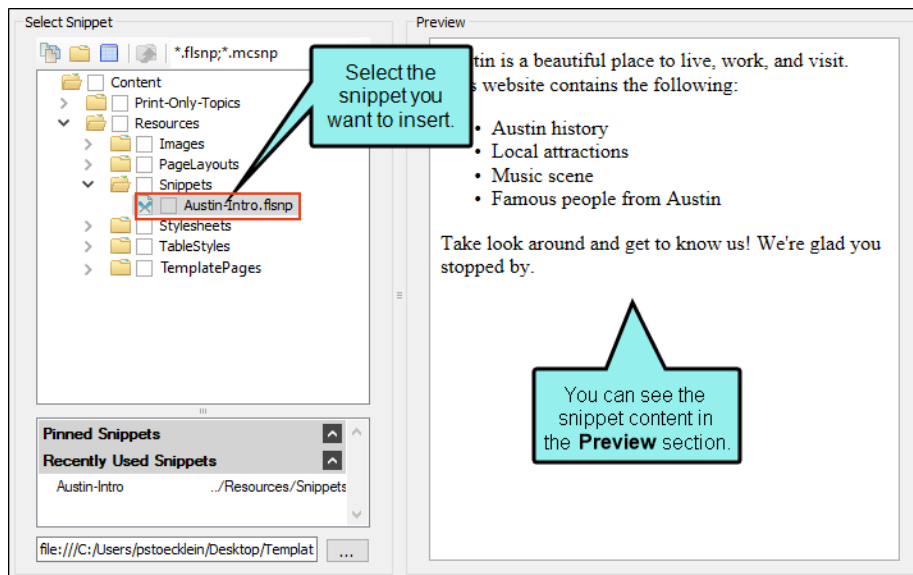 Select Snippet
*.flsnp;*.mcsnp
Content
Print-Only-Topics
Resources
Images
PageLayouts
Snippets
Austin-Intro.flsnp
Stylesheets
TableStyles
TemplatePages
Select the
snippet you
want to insert.
Pinned Snippets
Recently Used Snippets
Austin-Intro ../Resources/Snippets
file:///C:/Users/pstoecklein/Desktop/Templat ...
Preview
tin is a beautiful place to live, work, and visit.
s website contains the following:
• Austin history
• Local attractions
• Music scene
• Famous people from Austin
Take look around and get to know us! We're glad you
stopped by.
You can see the
snippet content in
the Preview section.